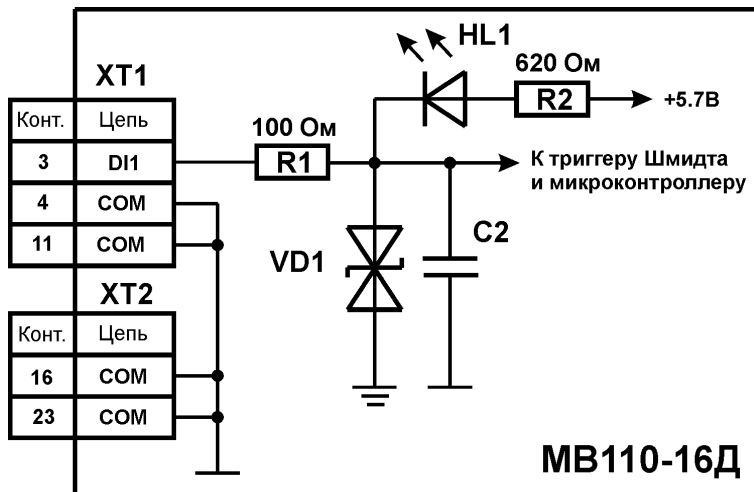 HL1
XT1
620 Ом
R2
+5.7В
Конт. Цепь
100 Ом
3 DI1
R1
К триггеру Шмидта
и микроконтроллеру
4 COM
11 COM
C2
VD1
XT2
Конт. Цепь
16 COM
23 COM
МВ110-16Д